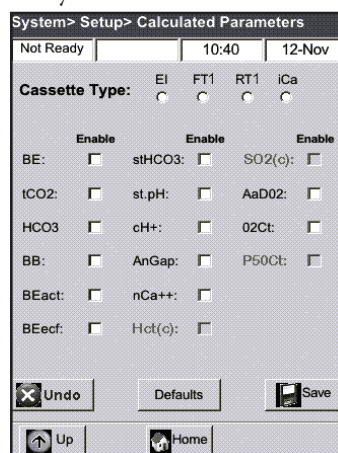 System> Setup> Calculated Parameters
Not Ready 10:40 12-Nov
Cassette Type: EI FT1 RT1 iCa
Enable Enable Enable
BE: stHCO3: SO2(c):
tCO2: st.pH: AaD02:
HCO3 cH+: 02Ct:
BB: AnGap: P50Ct:
BEact: nCa++:
BEecf: Hct(c):
Undo Defaults Save
Up Home